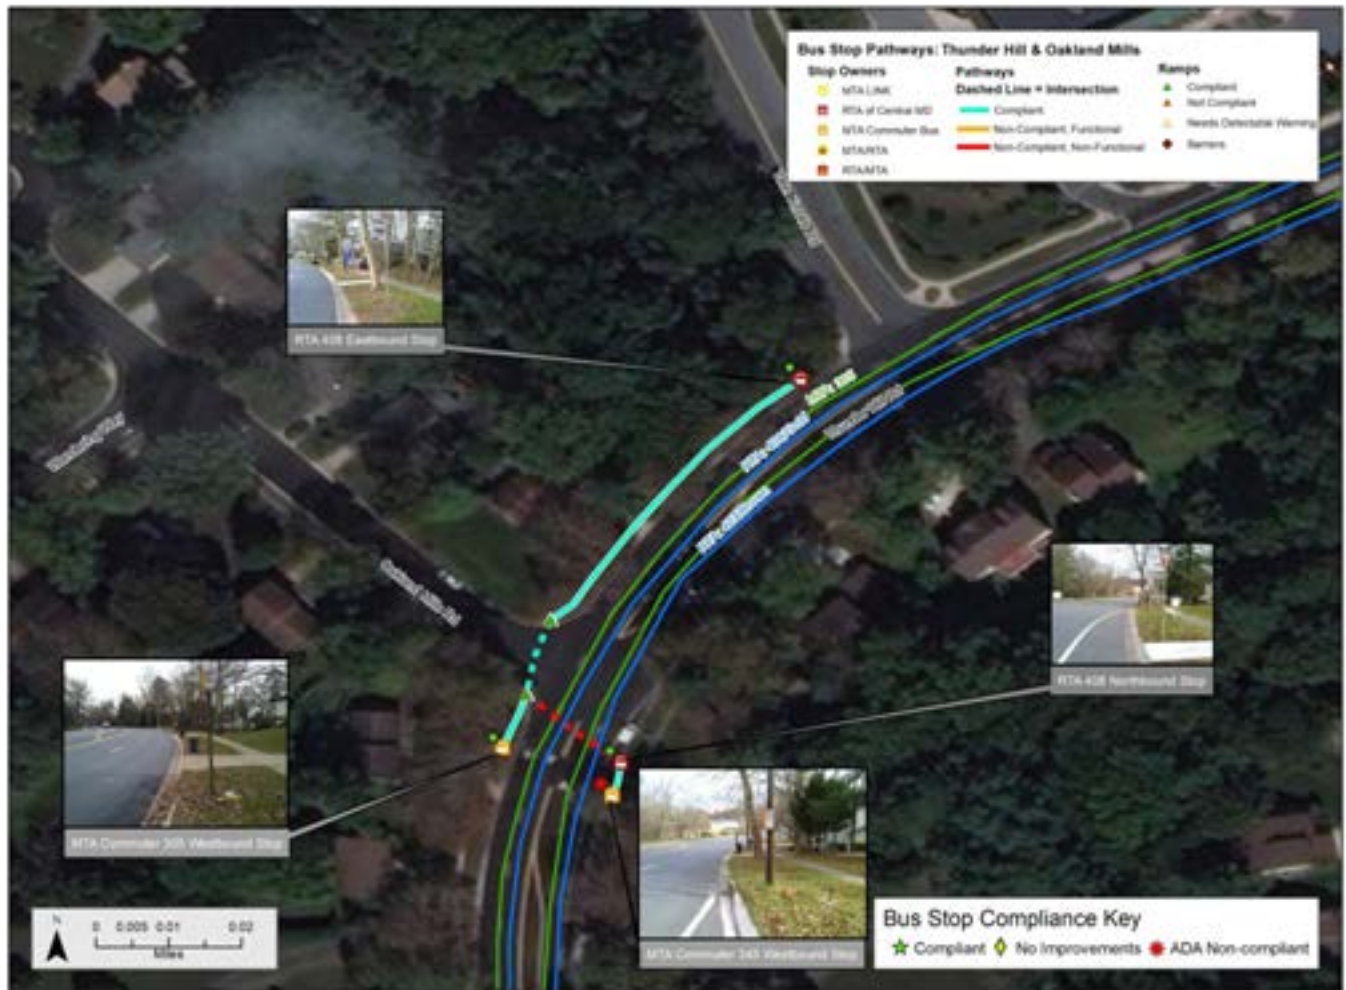 Bus Stop Pathways: Thunder Hill & Oakland Mills
Stop Owners
MTA LINK
RTA of Central MD
MTA Commuter Bus
MTA/RTA
RTA/MTA
Pathways
Dashed Line = Intersection
Compliant
Non-Compliant, Functional
Non-Compliant, Non-Functional
Ramps
Compliant
Not Compliant
Needs Detectable Warning
Barriers
RTA 408 Eastbound Stop
Oakland Mills Rd
RTA 408 Northbound Stop
MTA Commuter 305 Westbound Stop
MTA Commuter 345 Westbound Stop
N
0 0.005 0.01 0.02
Miles
Bus Stop Compliance Key
Compliant No Improvements ADA Non-compliant